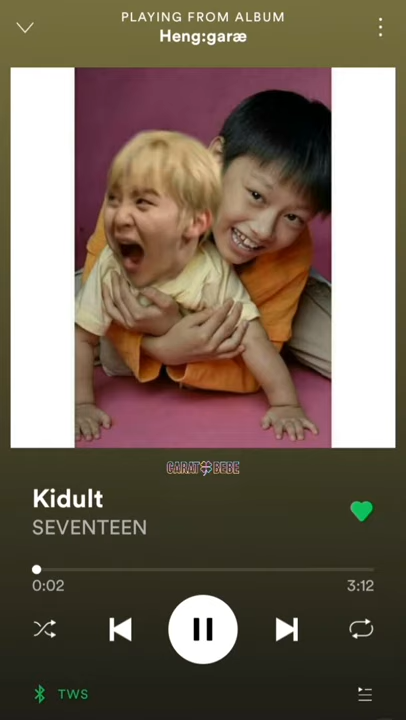 PLAYING FROM ALBUM
Heng:garæ
CARAT BEBE
Kidult
SEVENTEEN
0:02
3:12
TWS